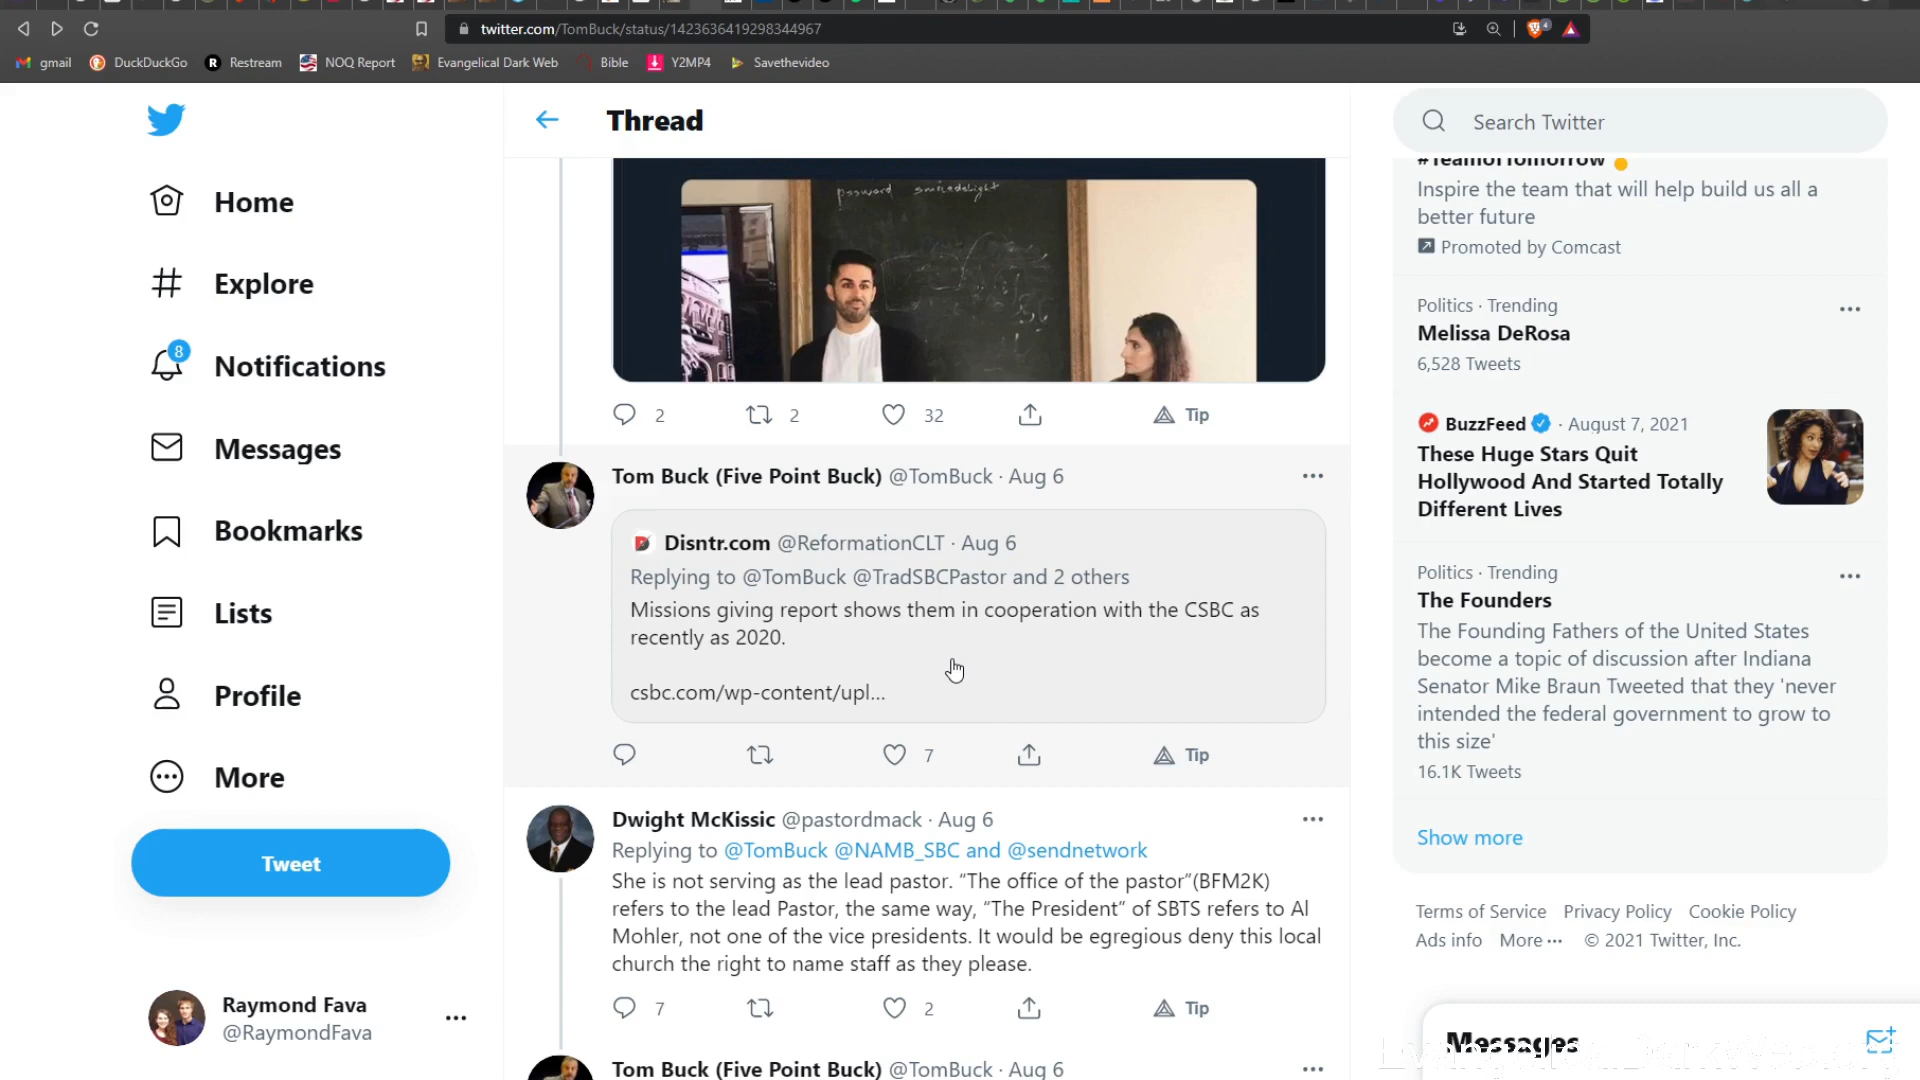 twitter.com/TomBuck/status/1423636419298344967
4
gmail
DuckDuckGo
Restream
NOQ Report
Evangelical Dark Web
Bible
Y2MP4
Savethevideo
Home
Explore
8
Notifications
Messages
Bookmarks
Lists
Profile
More
Tweet
Raymond Fava
@RaymondFava
Thread
password
2
2
32
Tip
Tom Buck (Five Point Buck) @TomBuck · Aug 6
Disntr.com @ReformationCLT · Aug 6
Replying to @TomBuck @TradSBCPastor and 2 others
Missions giving report shows them in cooperation with the CSBC as
recently as 2020.
csbc.com/wp-content/upl...
7
Tip
Dwight McKissic @pastordmack · Aug 6
Replying to @TomBuck @NAMB_SBC and @sendnetwork
She is not serving as the lead pastor. “The office of the pastor”(BFM2K)
refers to the lead Pastor, the same way, “The President” of SBTS refers to Al
Mohler, not one of the vice presidents. It would be egregious deny this local
church the right to name staff as they please.
7
2
Tip
Tom Buck (Five Point Buck) @TomBuck · Aug 6
Search Twitter
#TeamofTomorrow
Inspire the team that will help build us all a
better future
Promoted by Comcast
Politics · Trending
Melissa DeRosa
6,528 Tweets
BuzzFeed · August 7, 2021
These Huge Stars Quit
Hollywood And Started Totally
Different Lives
Politics · Trending
The Founders
The Founding Fathers of the United States
become a topic of discussion after Indiana
Senator Mike Braun Tweeted that they 'never
intended the federal government to grow to
this size'
16.1K Tweets
Show more
Terms of Service Privacy Policy Cookie Policy
Ads info More ··· © 2021 Twitter, Inc.
Messages